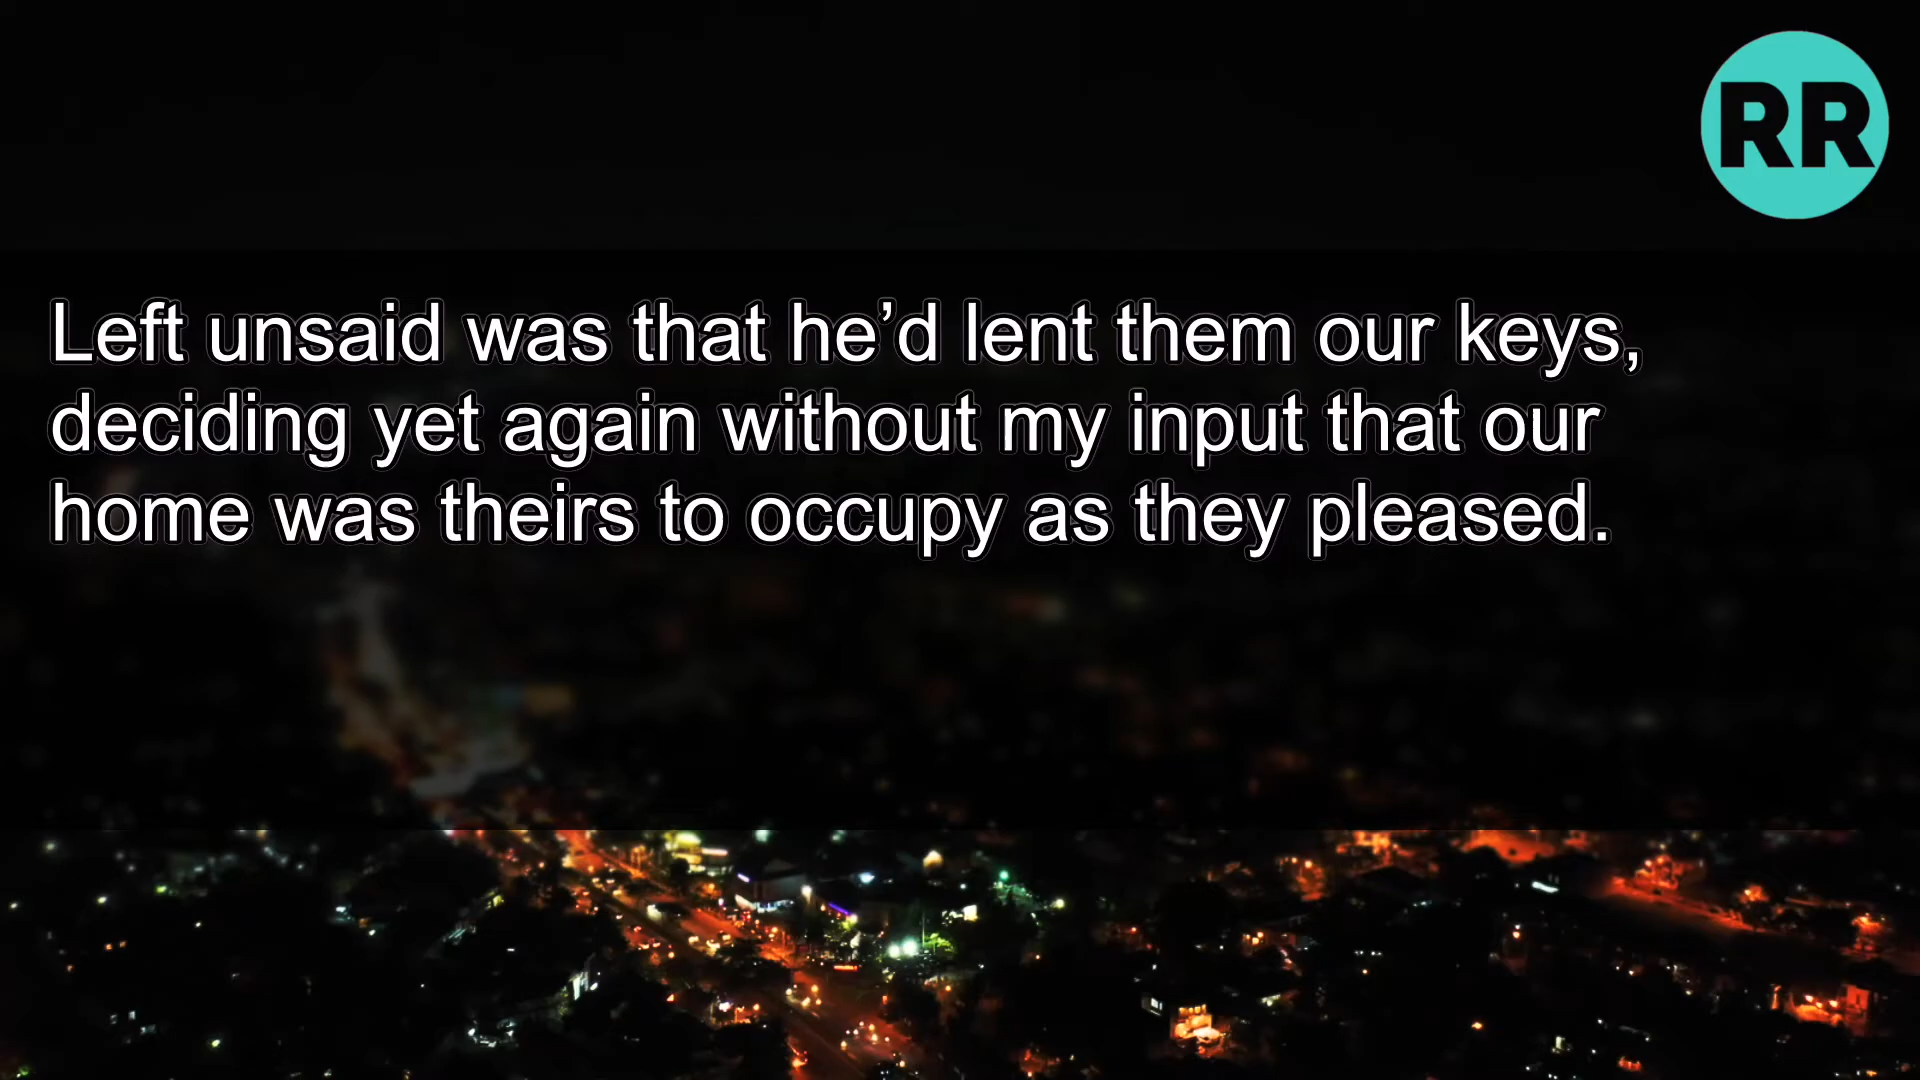 RR
Left unsaid was that he’d lent them our keys,
deciding yet again without my input that our
home was theirs to occupy as they pleased.